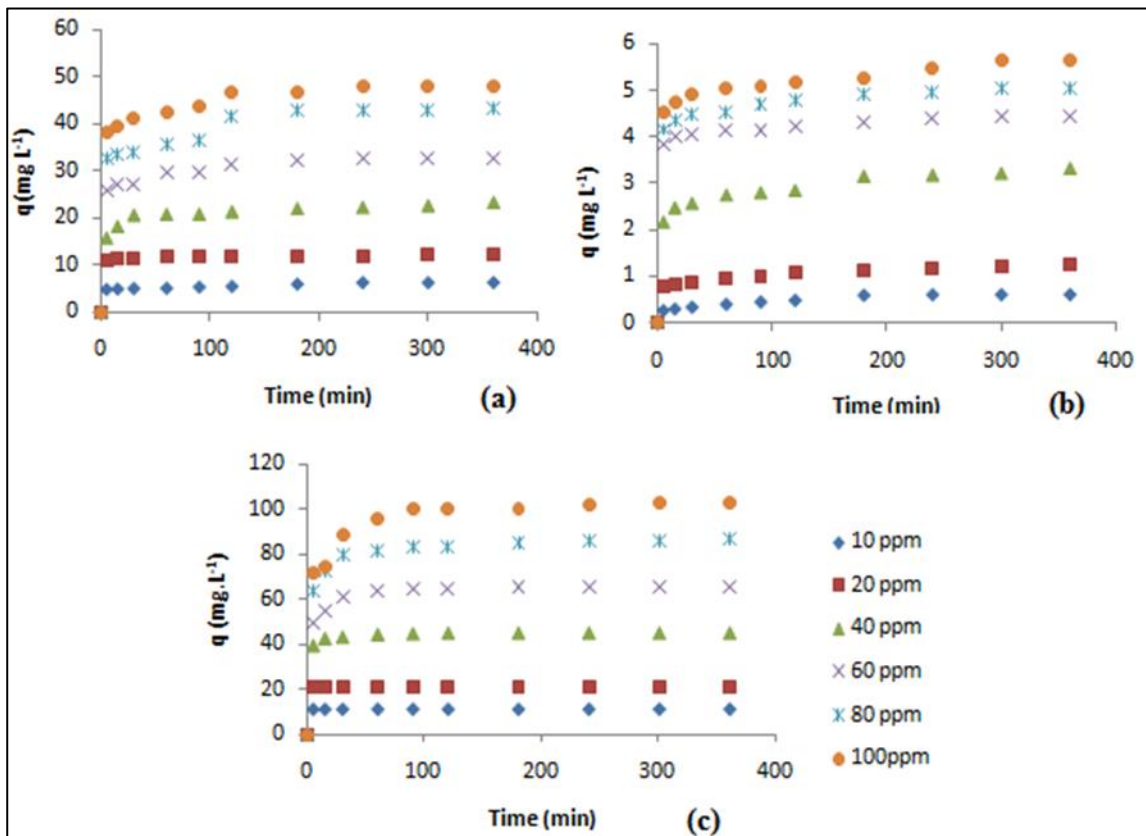 60
50
40
30
20
10
0
q(mg L-1)
0 100 200 300 400
Time (min) (a)
6
5
4
3
2
1
0
q (mg L-1)
0 100 200 300 400
Time (min) (b)
120
100
80
60
40
20
0
q (mg.L-1)
0 100 200 300 400
Time (min) (c)
10 ppm
20 ppm
40 ppm
60 ppm
80 ppm
100ppm